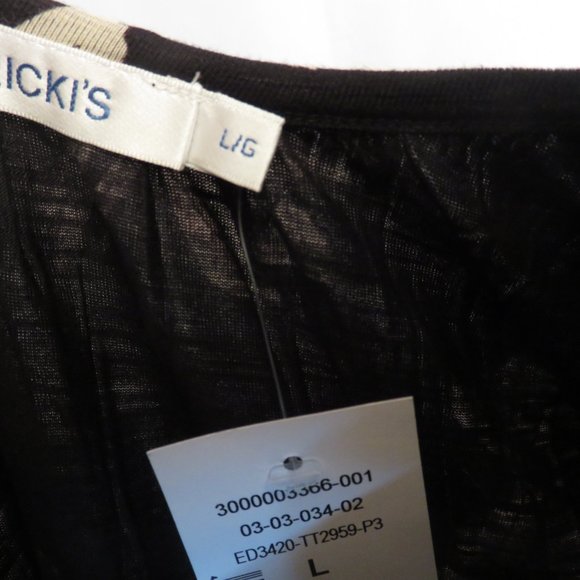 ICKI'S
L/G
3000003366-001
03-03-034-02
ED3420-TT2959-P3
L